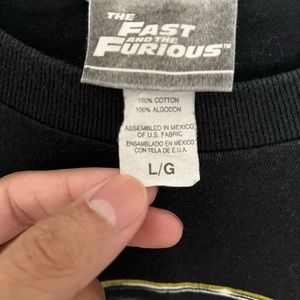 THE
FAST
AND THE
FURIOUS™
100% COTTON
100% ALGODON
ASSEMBLED IN MEXICO
OF U.S. FABRIC
ENSAMBLADO EN MEXICO
CON TELA DE E.U.A.
L/G